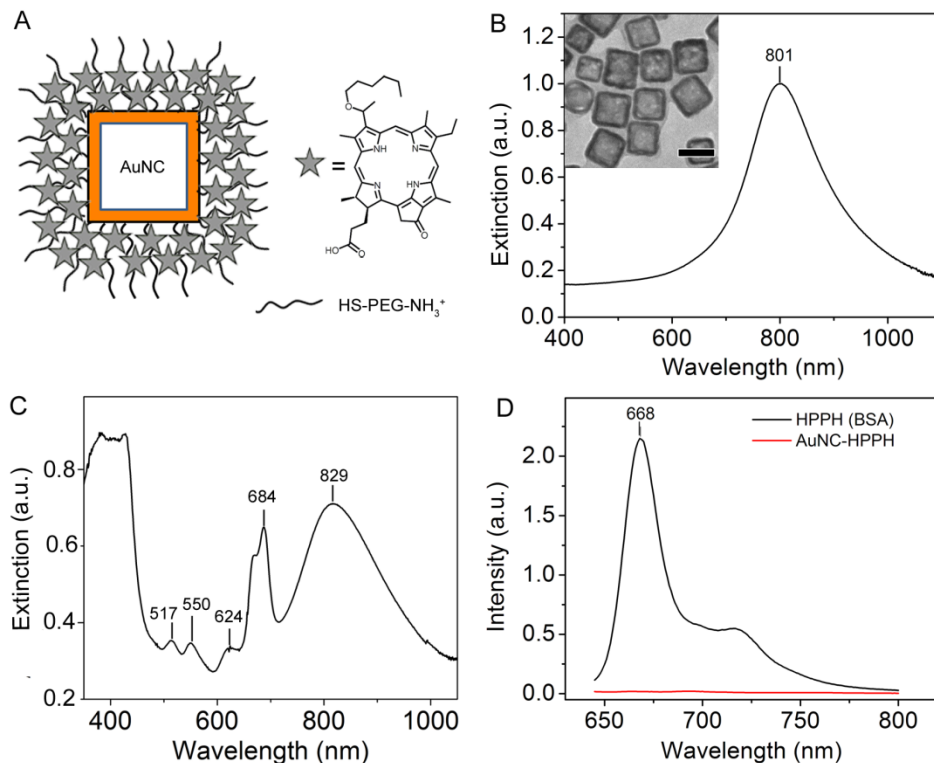 A
AuNC
=
O
NH
N
N
HN
HO
O
O
HS-PEG-NH₃⁺
B
801
Extinction (a.u.)
1.2
1.0
0.8
0.6
0.4
0.2
0.0
400 600 800 1000
Wavelength (nm)
C
829
684
517
550
624
Extinction (a.u.)
0.8
0.6
0.4
0.2
400 600 800 1000
Wavelength (nm)
D
668
HPPH (BSA)
AuNC-HPPH
Intensity (a.u.)
2.0
1.5
1.0
0.5
0.0
650 700 750 800
Wavelength (nm)